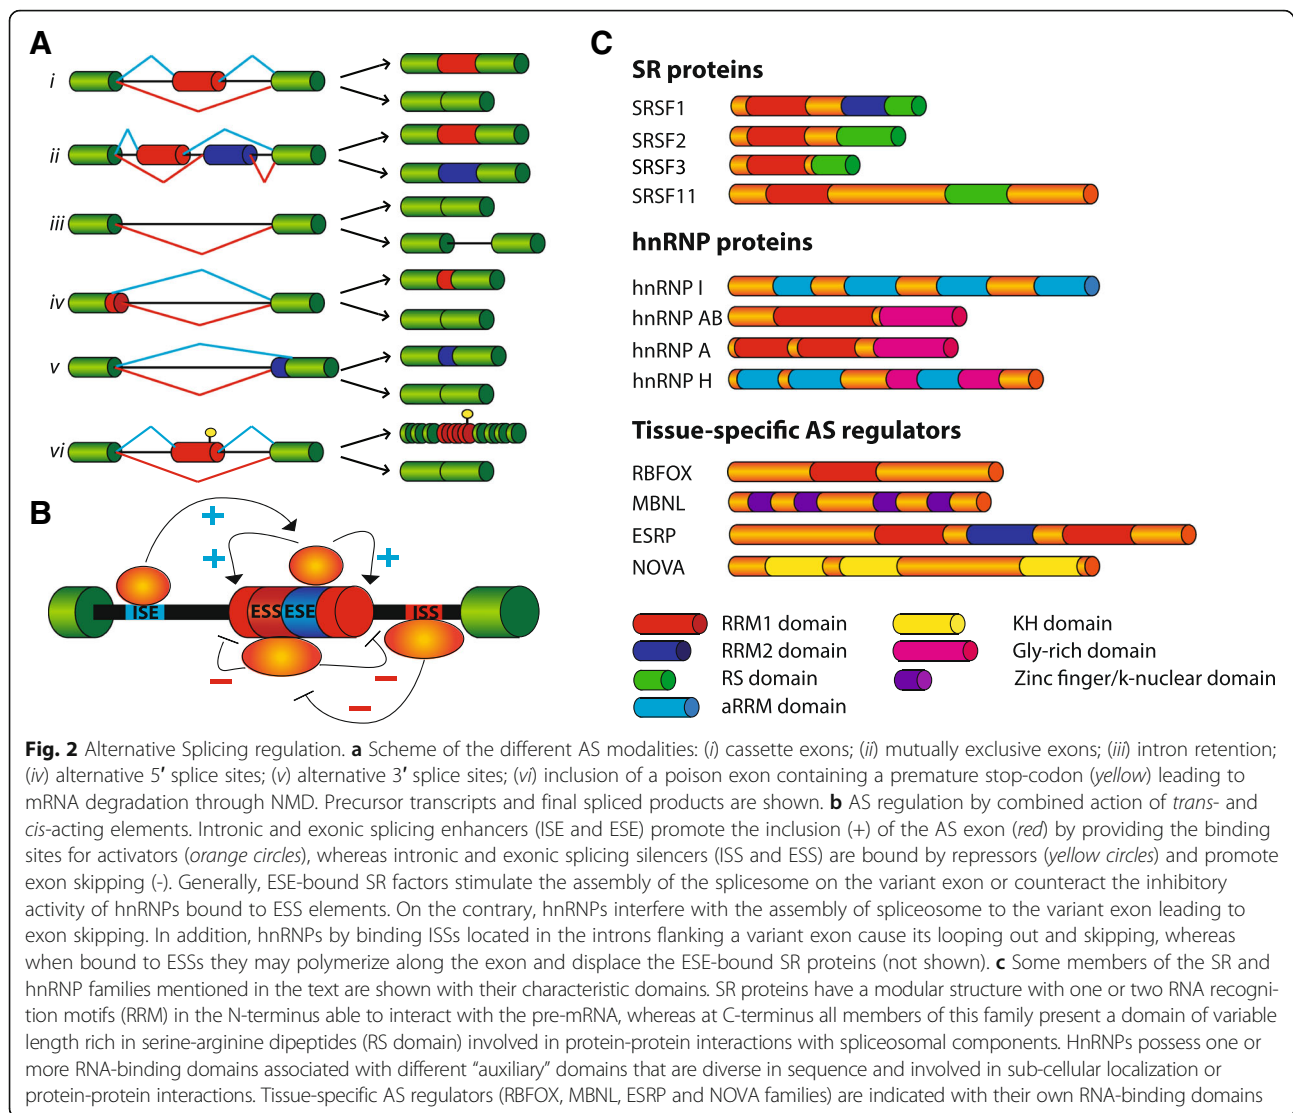 A
i
ii
iii
iv
v
vi
B
ISE
ESS
ESE
ISS
+
+
+
–
–
–
C
SR proteins
SRSF1
SRSF2
SRSF3
SRSF11
hnRNP proteins
hnRNP I
hnRNP AB
hnRNP A
hnRNP H
Tissue-specific AS regulators
RBFOX
MBNL
ESRP
NOVA
RRM1 domain
RRM2 domain
RS domain
aRRM domain
KH domain
Gly-rich domain
Zinc finger/k-nuclear domain
Fig. 2 Alternative Splicing regulation. a Scheme of the different AS modalities: (i) cassette exons; (ii) mutually exclusive exons; (iii) intron retention;
(iv) alternative 5′ splice sites; (v) alternative 3′ splice sites; (vi) inclusion of a poison exon containing a premature stop-codon (yellow) leading to
mRNA degradation through NMD. Precursor transcripts and final spliced products are shown. b AS regulation by combined action of trans- and
cis-acting elements. Intronic and exonic splicing enhancers (ISE and ESE) promote the inclusion (+) of the AS exon (red) by providing the binding
sites for activators (orange circles), whereas intronic and exonic splicing silencers (ISS and ESS) are bound by repressors (yellow circles) and promote
exon skipping (-). Generally, ESE-bound SR factors stimulate the assembly of the splicesome on the variant exon or counteract the inhibitory
activity of hnRNPs bound to ESS elements. On the contrary, hnRNPs interfere with the assembly of spliceosome to the variant exon leading to
exon skipping. In addition, hnRNPs by binding ISSs located in the introns flanking a variant exon cause its looping out and skipping, whereas
when bound to ESSs they may polymerize along the exon and displace the ESE-bound SR proteins (not shown). c Some members of the SR and
hnRNP families mentioned in the text are shown with their characteristic domains. SR proteins have a modular structure with one or two RNA recogni-
tion motifs (RRM) in the N-terminus able to interact with the pre-mRNA, whereas at C-terminus all members of this family present a domain of variable
length rich in serine-arginine dipeptides (RS domain) involved in protein-protein interactions with spliceosomal components. HnRNPs possess one or
more RNA-binding domains associated with different “auxiliary” domains that are diverse in sequence and involved in sub-cellular localization or
protein-protein interactions. Tissue-specific AS regulators (RBFOX, MBNL, ESRP and NOVA families) are indicated with their own RNA-binding domains